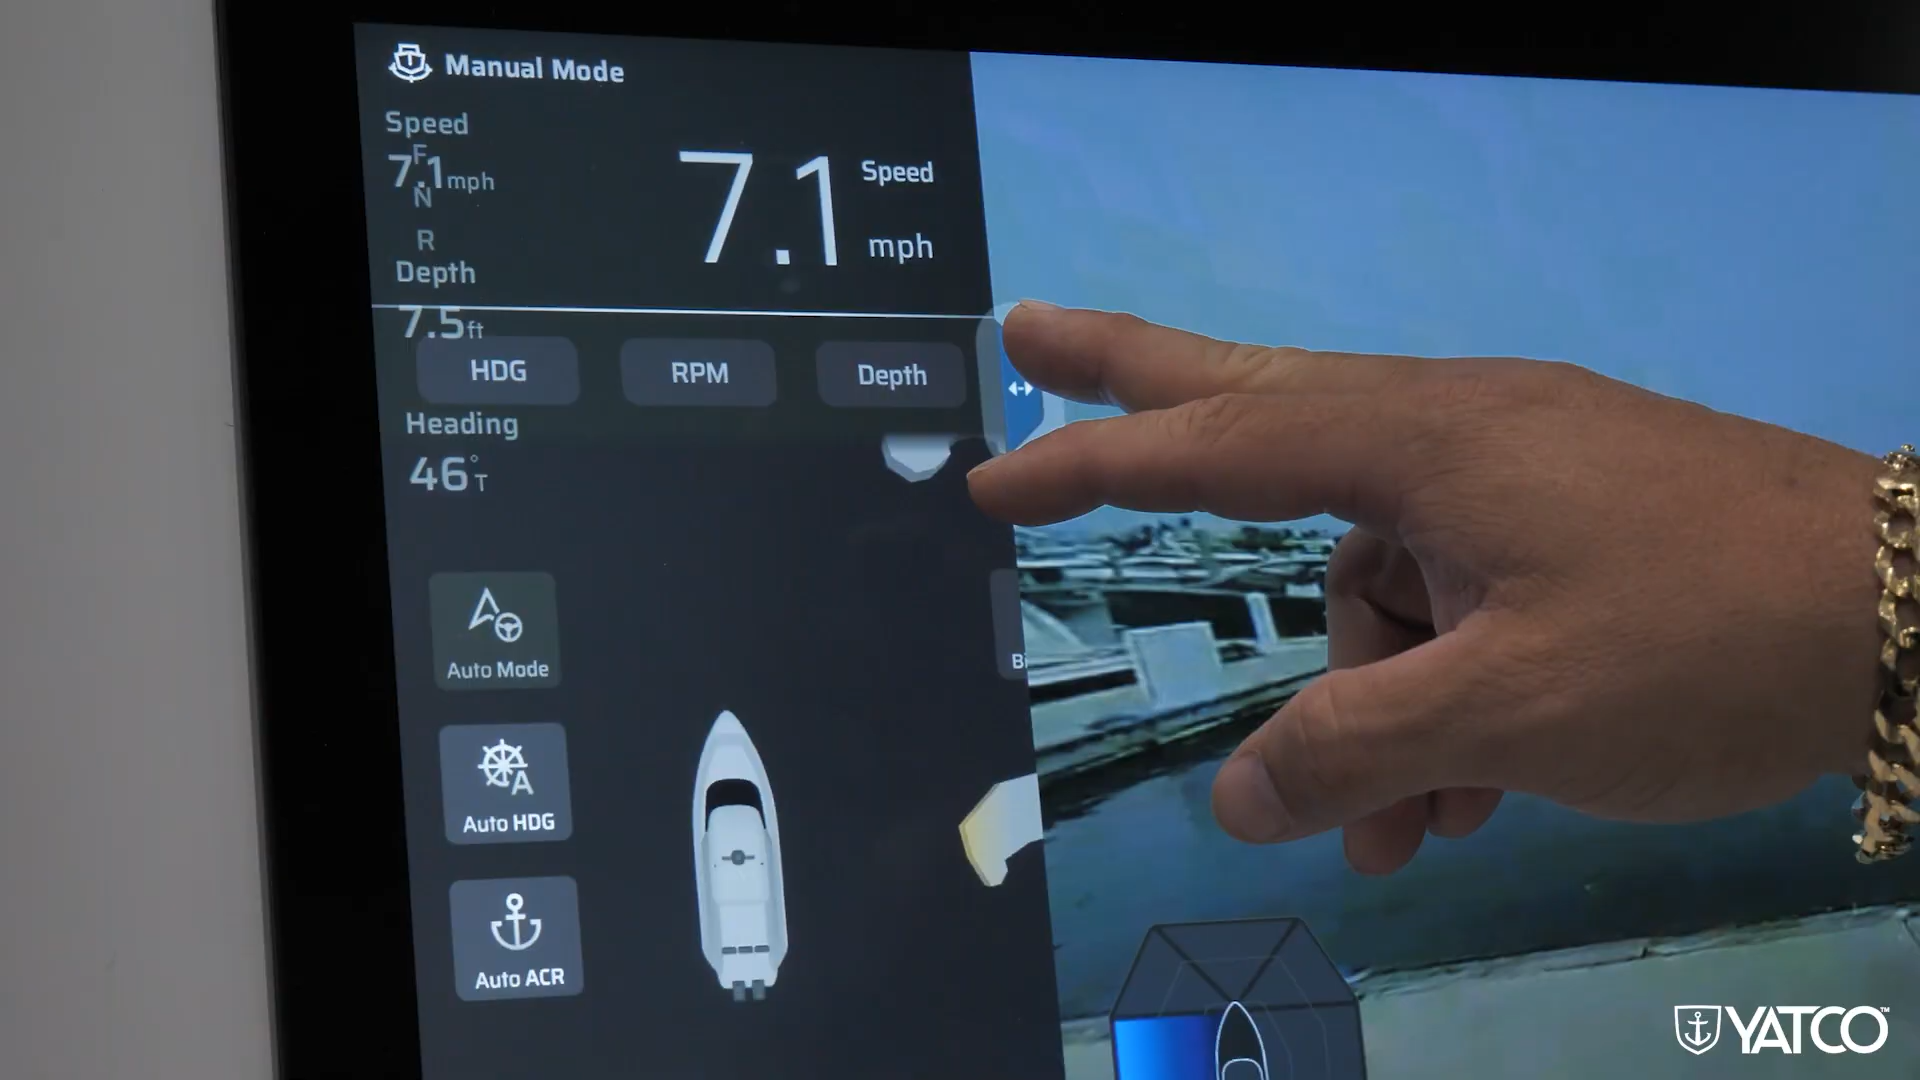 Manual Mode
Speed
7.1 mph
F
N
R
7.1 Speed
mph
Depth
7.5 ft
HDG RPM Depth
Heading
46°T
Auto Mode
Auto HDG
Auto ACR
YATCO™